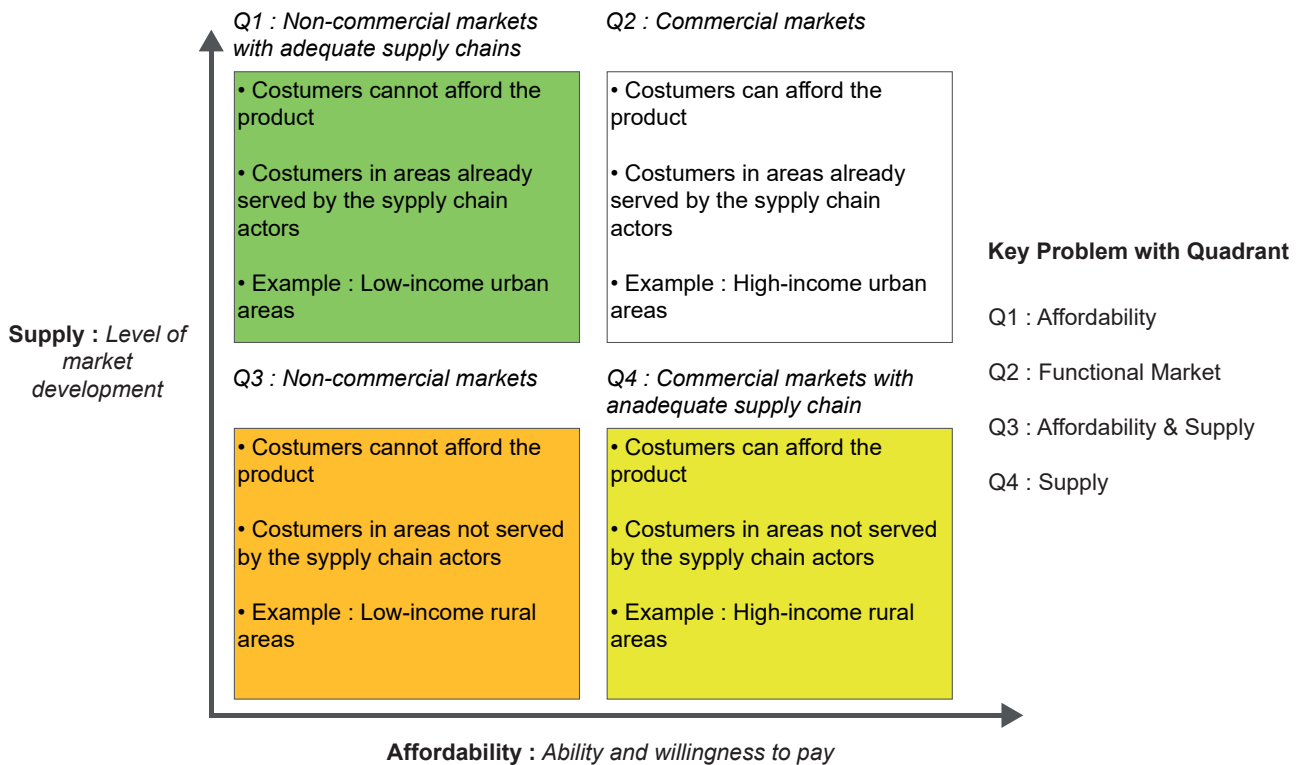 Q1 : Non-commercial markets
with adequate supply chains
• Costumers cannot afford the
product
• Costumers in areas already
served by the sypply chain
actors
• Example : Low-income urban
areas
Q2 : Commercial markets
• Costumers can afford the
product
• Costumers in areas already
served by the sypply chain
actors
• Example : High-income urban
areas
Supply : Level of
market
development
Q3 : Non-commercial markets
• Costumers cannot afford the
product
• Costumers in areas not served
by the sypply chain actors
• Example : Low-income rural
areas
Q4 : Commercial markets with
anadequate supply chain
• Costumers can afford the
product
• Costumers in areas not served
by the sypply chain actors
• Example : High-income rural
areas
Key Problem with Quadrant
Q1 : Affordability
Q2 : Functional Market
Q3 : Affordability & Supply
Q4 : Supply
Affordability : Ability and willingness to pay